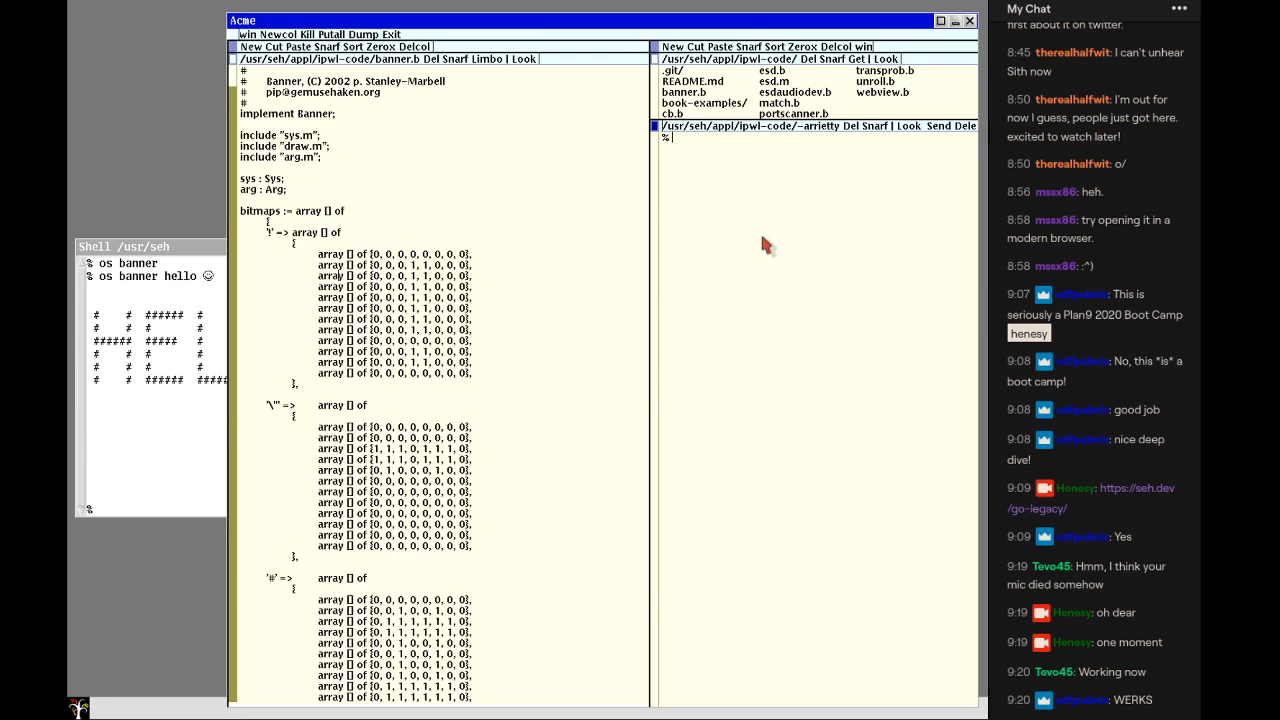 Acme
win Newcol Kill Putall Dump Exit
New Cut Paste Snarf Sort Zerox Delcol
/usr/seh/appl/ipwl-code/banner.b Del Snarf Limbo | Look
#
# Banner, (C) 2002 p. Stanley-Marbell
# pip@gemusehaken.org
#
implement Banner;
include "sys.m";
include "draw.m";
include "arg.m";
sys : Sys;
arg : Arg;
bitmaps := array [] of
{
'!' => array [] of
{
array [] of {0, 0, 0, 0, 0, 0, 0, 0},
array [] of {0, 0, 0, 1, 1, 0, 0, 0},
array [] of {0, 0, 0, 1, 1, 0, 0, 0},
array [] of {0, 0, 0, 1, 1, 0, 0, 0},
array [] of {0, 0, 0, 1, 1, 0, 0, 0},
array [] of {0, 0, 0, 1, 1, 0, 0, 0},
array [] of {0, 0, 0, 1, 1, 0, 0, 0},
array [] of {0, 0, 0, 1, 1, 0, 0, 0},
array [] of {0, 0, 0, 0, 0, 0, 0, 0},
array [] of {0, 0, 0, 1, 1, 0, 0, 0},
array [] of {0, 0, 0, 1, 1, 0, 0, 0},
array [] of {0, 0, 0, 0, 0, 0, 0, 0},
},
'\"' => array [] of
{
array [] of {0, 0, 0, 0, 0, 0, 0, 0},
array [] of {0, 0, 0, 0, 0, 0, 0, 0},
array [] of {1, 1, 1, 0, 1, 1, 1, 0},
array [] of {1, 1, 1, 0, 1, 1, 1, 0},
array [] of {0, 1, 0, 0, 0, 1, 0, 0},
array [] of {0, 0, 0, 0, 0, 0, 0, 0},
array [] of {0, 0, 0, 0, 0, 0, 0, 0},
array [] of {0, 0, 0, 0, 0, 0, 0, 0},
array [] of {0, 0, 0, 0, 0, 0, 0, 0},
array [] of {0, 0, 0, 0, 0, 0, 0, 0},
array [] of {0, 0, 0, 0, 0, 0, 0, 0},
array [] of {0, 0, 0, 0, 0, 0, 0, 0},
},
'#' => array [] of
{
array [] of {0, 0, 0, 0, 0, 0, 0, 0},
array [] of {0, 0, 1, 0, 0, 1, 0, 0},
array [] of {0, 1, 1, 1, 1, 1, 1, 0},
array [] of {0, 1, 1, 1, 1, 1, 1, 0},
array [] of {0, 0, 1, 0, 0, 1, 0, 0},
array [] of {0, 0, 1, 0, 0, 1, 0, 0},
array [] of {0, 0, 1, 0, 0, 1, 0, 0},
array [] of {0, 0, 1, 0, 0, 1, 0, 0},
array [] of {0, 1, 1, 1, 1, 1, 1, 0},
array [] of {0, 1, 1, 1, 1, 1, 1, 0},
New Cut Paste Snarf Sort Zerox Delcol win
/usr/seh/appl/ipwl-code/ Del Snarf Get | Look
.git/ esd.b transprob.b
README.md esd.m unroll.b
banner.b esdaudiodev.b webview.b
book-examples/ match.b
cb.b portscanner.b
/usr/seh/appl/ipwl-code/-arrietty Del Snarf | Look Send Dele
%
Shell /usr/seh
% os banner
% os banner hello ☺
# # ###### #
# # # #
###### ##### #
# # # #
# # # #
# # ###### #####
%
My Chat
first about it on twitter.
8:45 therealhalfwit: I can't unhear
Sith now
8:50 therealhalfwit: I'm out for
now I guess, people just got here.
excited to watch later!
8:50 therealhalfwit: o/
8:56 mssx86: heh.
8:58 mssx86: try opening it in a
modern browser.
8:58 mssx86: :^)
9:07 sdfpubnix: This is
seriously a Plan9 2020 Boot Camp
henesy
9:08 sdfpubnix: No, this *is* a
boot camp!
9:08 sdfpubnix: good job
9:08 sdfpubnix: nice deep
dive!
9:09 Henesy: https://seh.dev
/go-legacy/
9:09 sdfpubnix: Yes
9:19 Tevo45: Hmm, I think your
mic died somehow
9:19 Henesy: oh dear
9:19 Henesy: one moment
9:20 Tevo45: Working now
9:20 sdfpubnix: WERKS